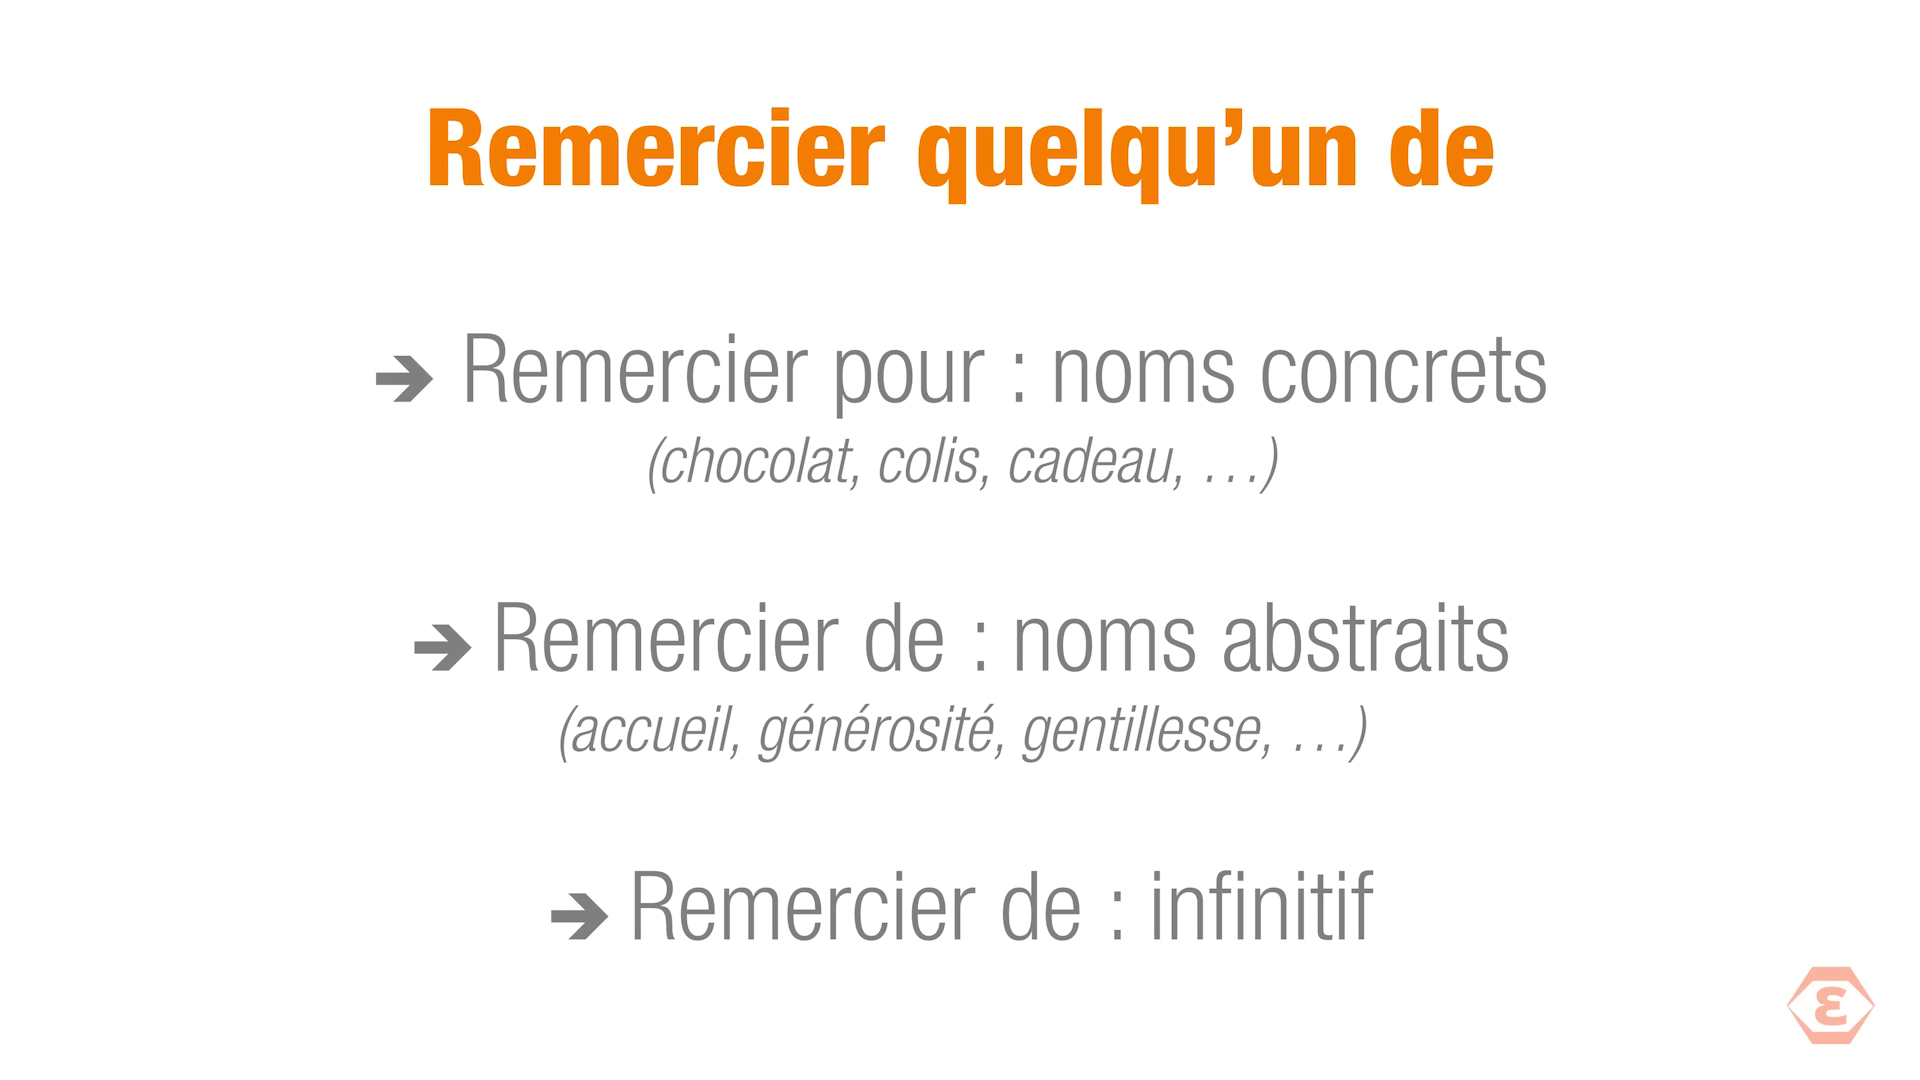 Remercier quelqu’un de
➔ Remercier pour : noms concrets
(chocolat, colis, cadeau, …)
➔ Remercier de : noms abstraits
(accueil, générosité, gentillesse, …)
➔ Remercier de : infinitif
ε